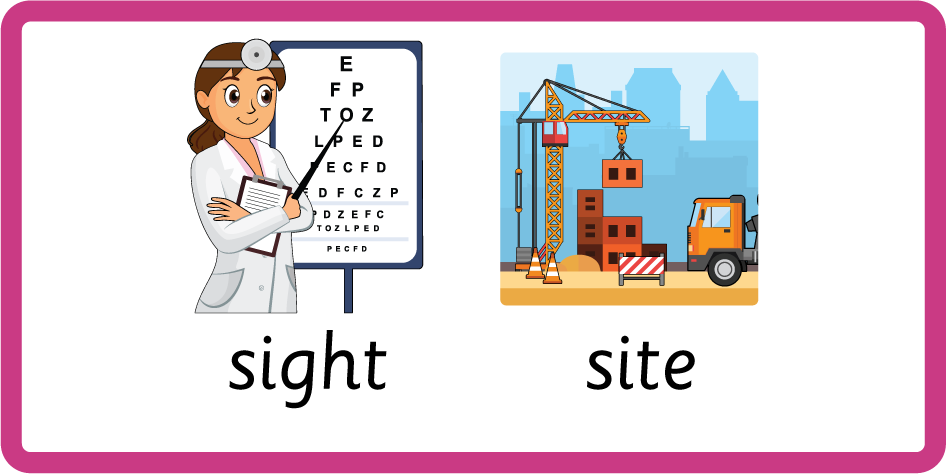 E
F P
T O Z
L P E D
P E C F D
E D F C Z P
P D Z E F C
T O Z L P E D
P E C F D
sight
site